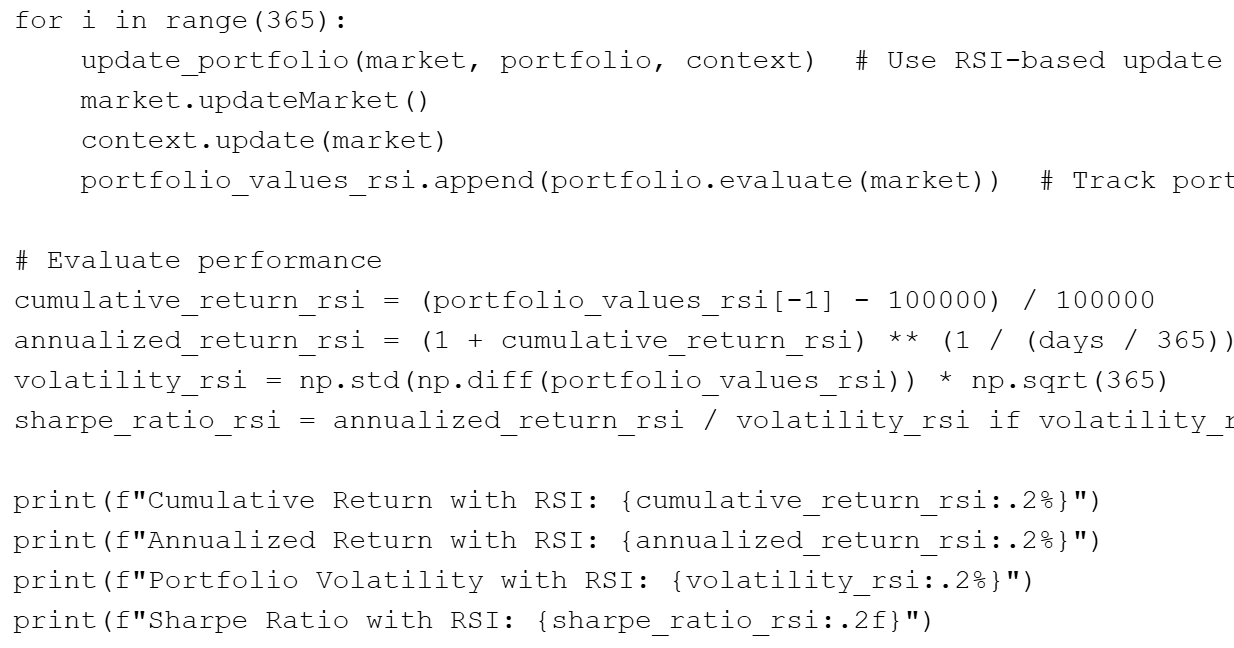 for i in range(365):
    update_portfolio(market, portfolio, context)  # Use RSI-based update
    market.updateMarket()
    context.update(market)
    portfolio_values_rsi.append(portfolio.evaluate(market))  # Track port

# Evaluate performance
cumulative_return_rsi = (portfolio_values_rsi[-1] - 100000) / 100000
annualized_return_rsi = (1 + cumulative_return_rsi) ** (1 / (days / 365))
volatility_rsi = np.std(np.diff(portfolio_values_rsi)) * np.sqrt(365)
sharpe_ratio_rsi = annualized_return_rsi / volatility_rsi if volatility_r

print(f"Cumulative Return with RSI: {cumulative_return_rsi:.2%}")
print(f"Annualized Return with RSI: {annualized_return_rsi:.2%}")
print(f"Portfolio Volatility with RSI: {volatility_rsi:.2%}")
print(f"Sharpe Ratio with RSI: {sharpe_ratio_rsi:.2f}")